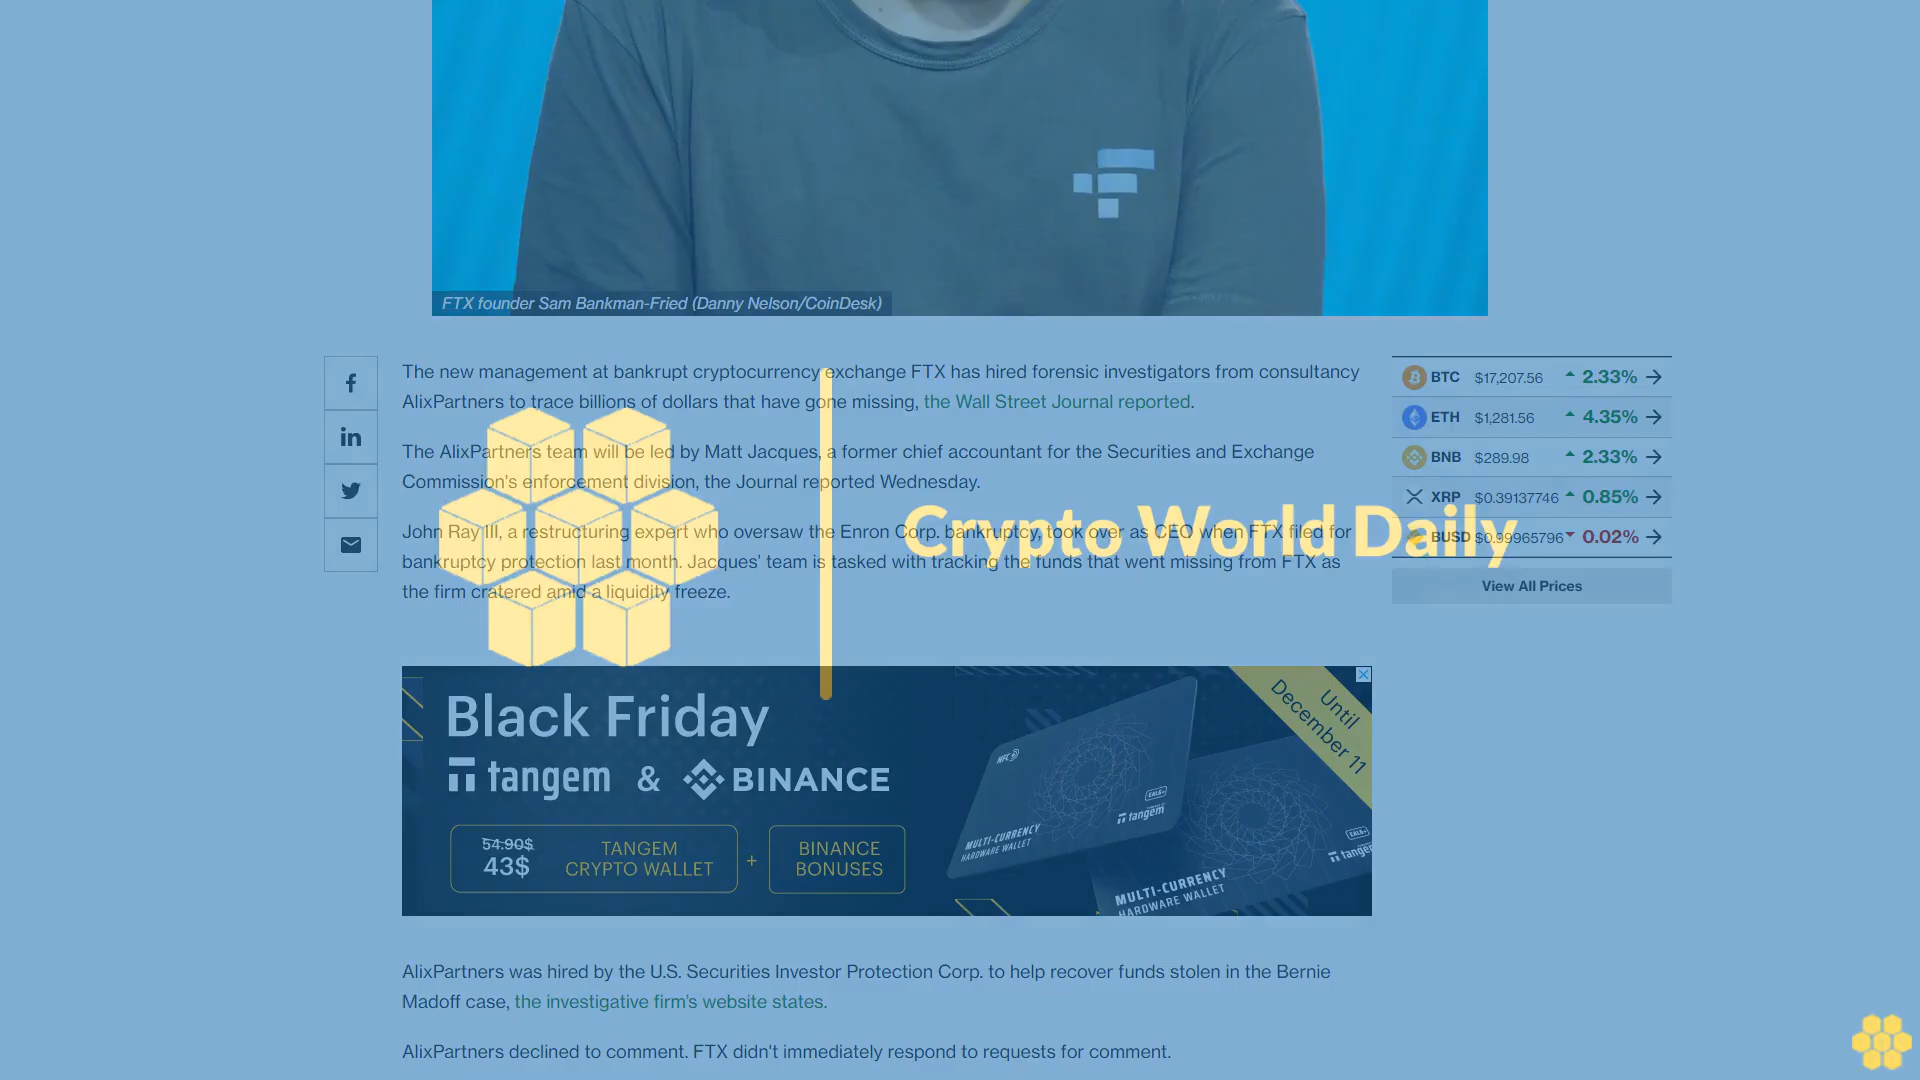 FTX founder Sam Bankman-Fried (Danny Nelson/CoinDesk)
The new management at bankrupt cryptocurrency exchange FTX has hired forensic investigators from consultancy
AlixPartners to trace billions of dollars that have gone missing, the Wall Street Journal reported.
The AlixPartners team will be led by Matt Jacques, a former chief accountant for the Securities and Exchange
Commission's enforcement division, the Journal reported Wednesday.
John Ray III, a restructuring expert who oversaw the Enron Corp. bankruptcy, took over as CEO when FTX filed for
bankruptcy protection last month. Jacques’ team is tasked with tracking the funds that went missing from FTX as
the firm cratered amid a liquidity freeze.
BTC $17,207.56 2.33%
ETH $1,281.56 4.35%
BNB $289.98 2.33%
XRP $0.39137746 0.85%
BUSD $0.99965796 0.02%
View All Prices
Crypto World Daily
Black Friday
tangem & BINANCE
54.90$
43$
TANGEM
CRYPTO WALLET
+
BINANCE
BONUSES
Until
December 11
NFC
EAL6+
tangem
MULTI-CURRENCY
HARDWARE WALLET
EAL6+
tangem
MULTI-CURRENCY
HARDWARE WALLET
AlixPartners was hired by the U.S. Securities Investor Protection Corp. to help recover funds stolen in the Bernie
Madoff case, the investigative firm's website states.
AlixPartners declined to comment. FTX didn't immediately respond to requests for comment.